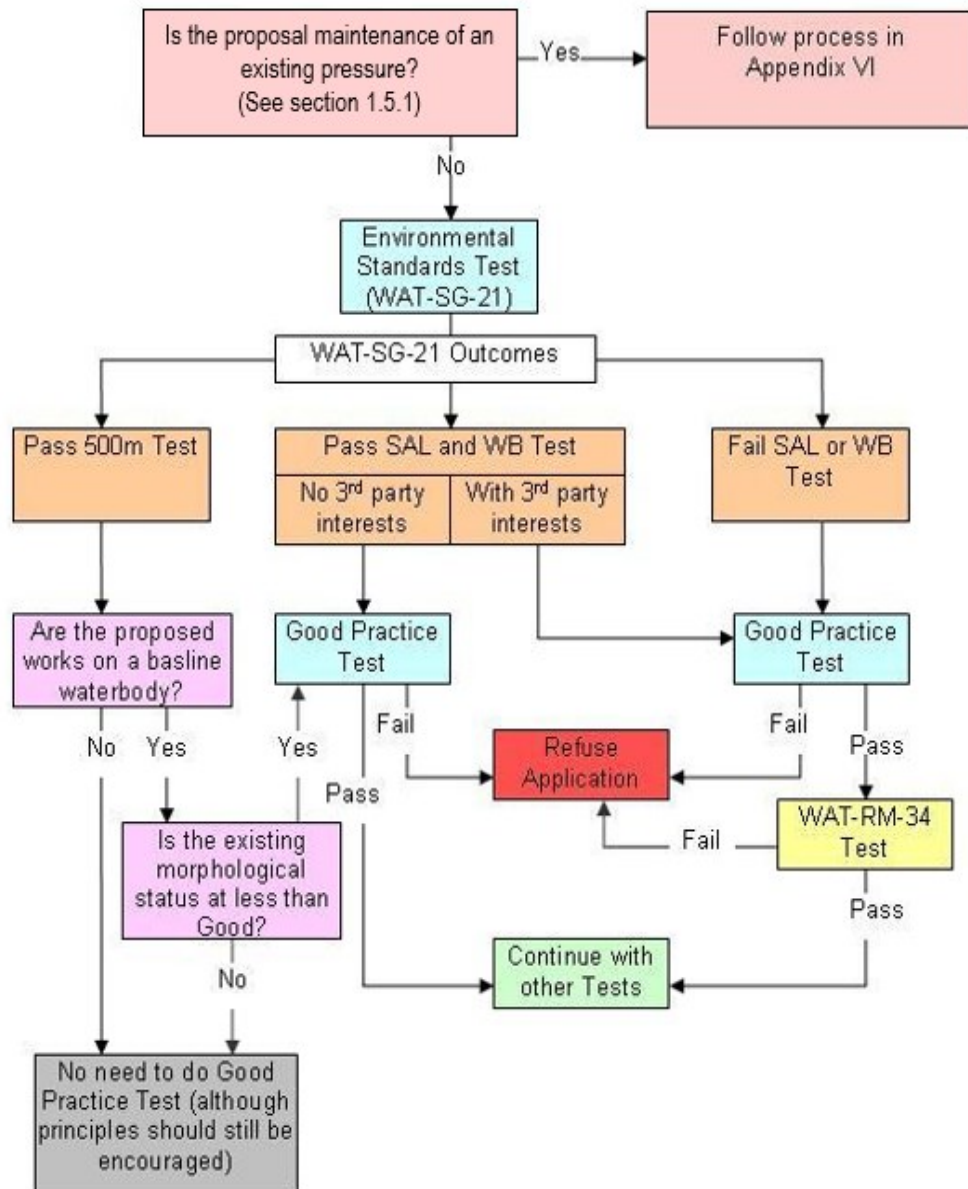 Is the proposal maintenance of an
existing pressure?
(See section 1.5.1)
Yes
Follow process in
Appendix VI
No
Environmental
Standards Test
(WAT-SG-21)
WAT-SG-21 Outcomes
Pass 500m Test
Pass SAL and WB Test
No 3rd party
interests
With 3rd party
interests
Fail SAL or WB
Test
Are the proposed
works on a basline
waterbody?
Good Practice
Test
Good Practice
Test
No
Yes
Yes
Fail
Pass
Refuse
Application
Fail
Pass
Is the existing
morphological
status at less than
Good?
Fail
WAT-RM-34
Test
No
Pass
Continue with
other Tests
No need to do Good
Practice Test (although
principles should still be
encouraged)